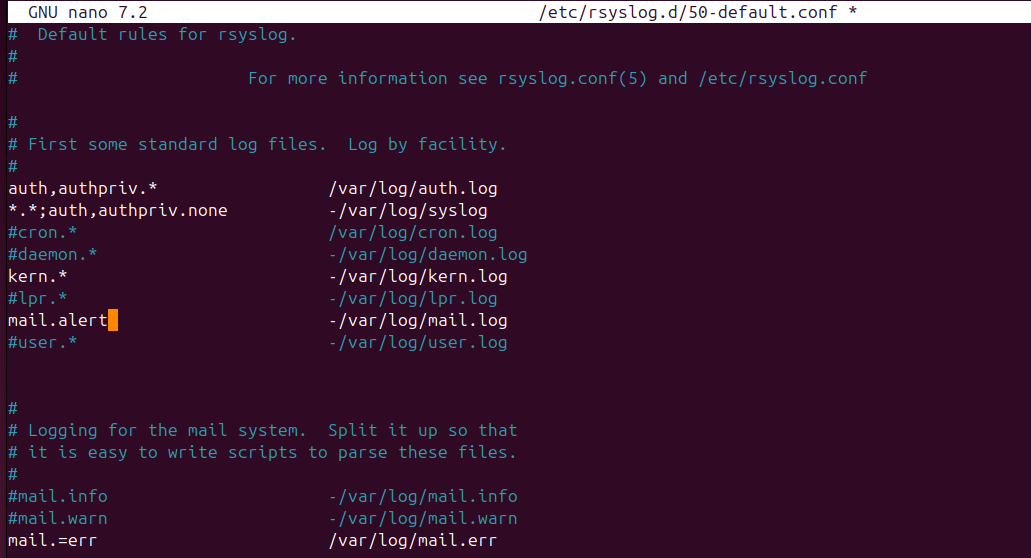 GNU nano 7.2 /etc/rsyslog.d/50-default.conf *
#  Default rules for rsyslog.
#
#                       For more information see rsyslog.conf(5) and /etc/rsyslog.conf
#
# First some standard log files.  Log by facility.
#
auth,authpriv.*                 /var/log/auth.log
*.*;auth,authpriv.none          -/var/log/syslog
#cron.*                         /var/log/cron.log
#daemon.*                       -/var/log/daemon.log
kern.*                          -/var/log/kern.log
#lpr.*                          -/var/log/lpr.log
mail.alert                      -/var/log/mail.log
#user.*                         -/var/log/user.log
#
# Logging for the mail system.  Split it up so that
# it is easy to write scripts to parse these files.
#
#mail.info                      -/var/log/mail.info
#mail.warn                      -/var/log/mail.warn
mail.=err                       /var/log/mail.err